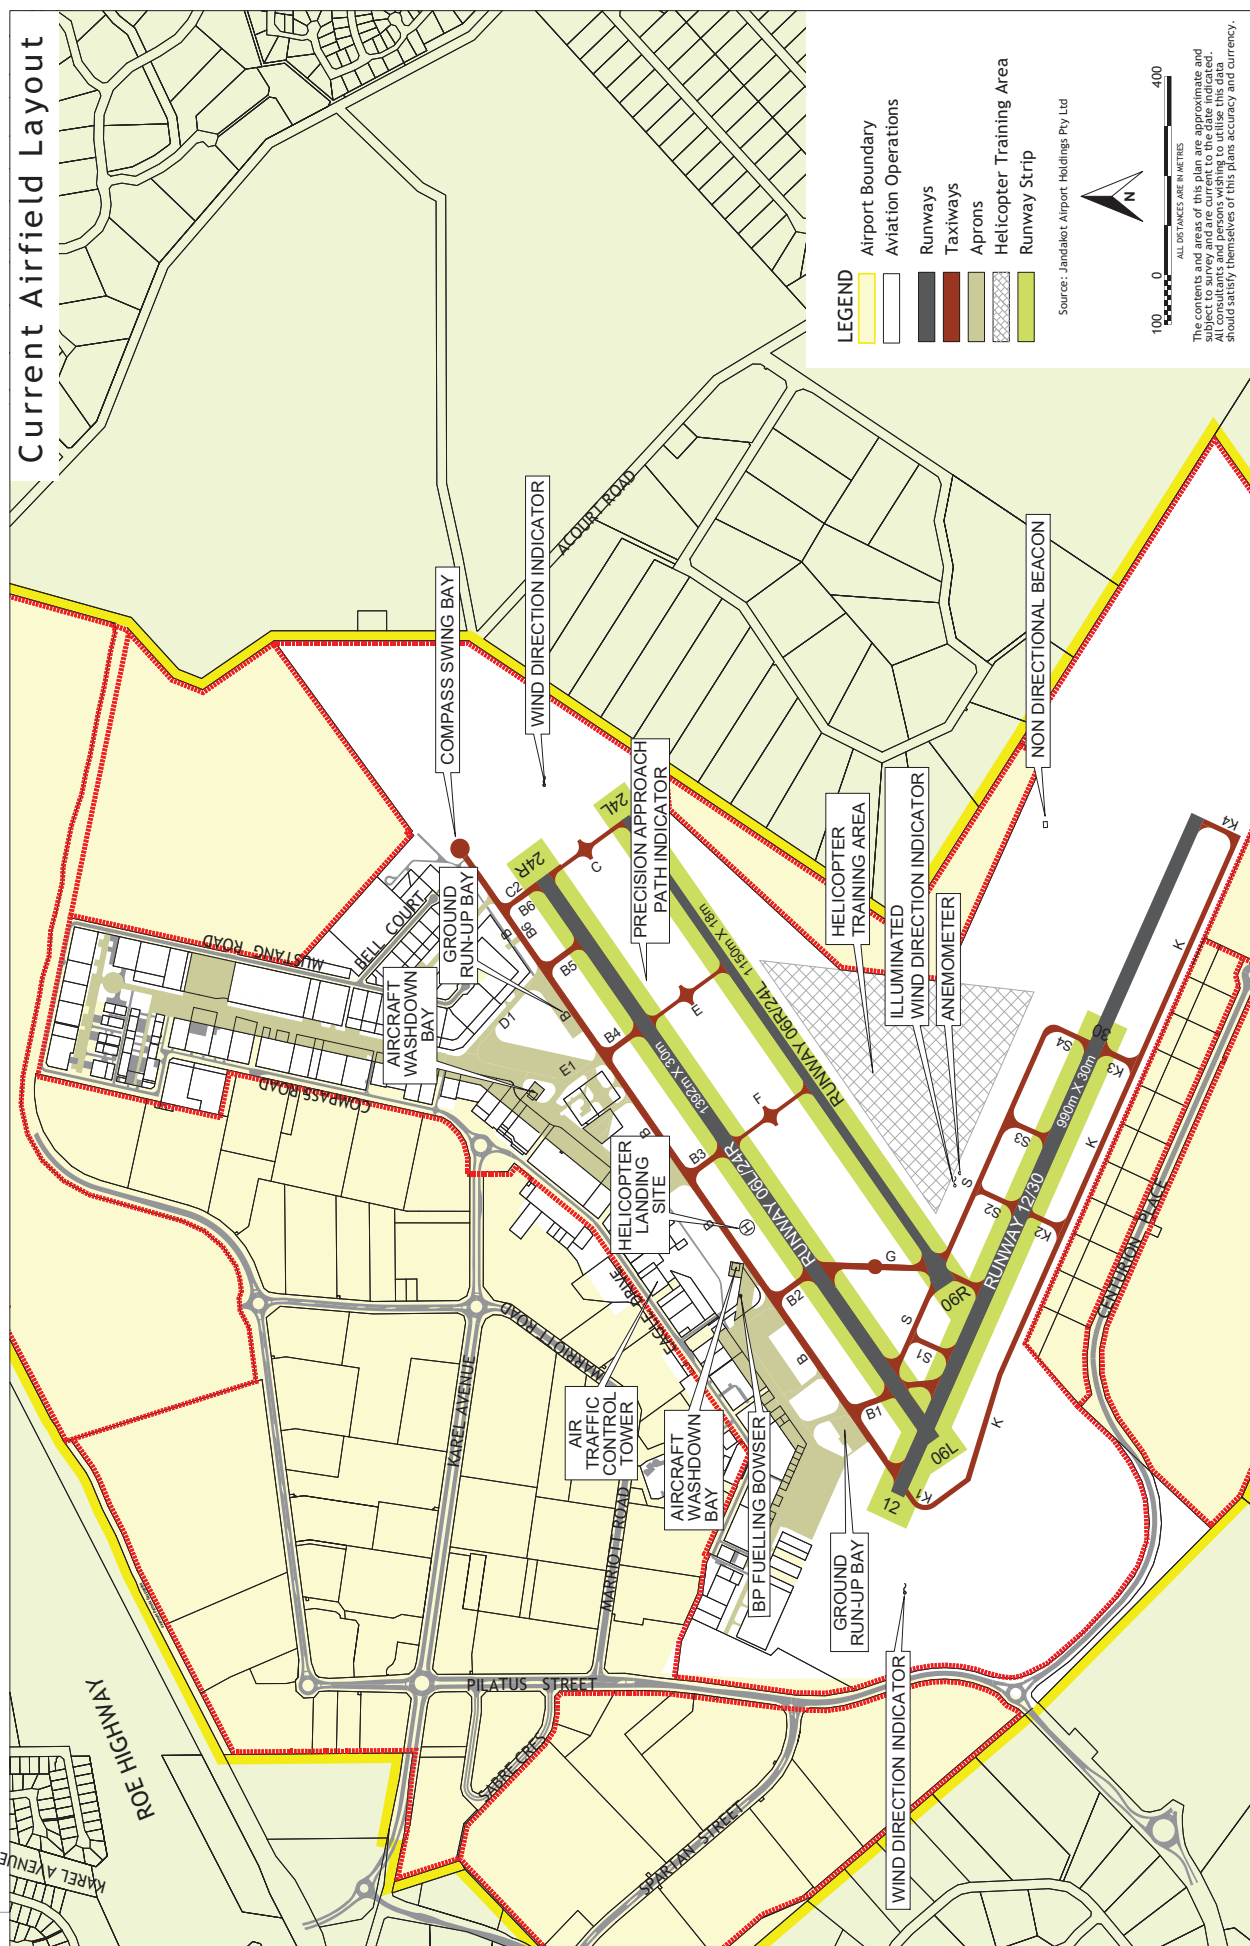 Current Airfield Layout
LEGEND
Airport Boundary
Aviation Operations
Runways
Taxiways
Aprons
Helicopter Training Area
Runway Strip
Source: Jandakot Airport Holdings Pty Ltd
N
100
0
400
ALL DISTANCES ARE IN METRES
The contents and areas of this plan are approximate and
subject to survey and are current to the date indicated.
All consultants and persons wishing to utilise this data
should satisfy themselves of this plans accuracy and currency.
ROE HIGHWAY
KAREL AVENUE
KAREL AVENUE
PILATUS STREET
SABRE CRES
SPARTAN STREET
MARRIOTT ROAD
MARRIOTT ROAD
EAGLE DRIVE
COMPASS ROAD
MUSTANG ROAD
BELL COURT
ACOURT ROAD
CENTURION PLACE
COMPASS SWING BAY
WIND DIRECTION INDICATOR
GROUND
RUN-UP BAY
AIRCRAFT
WASHDOWN
BAY
PRECISION APPROACH
PATH INDICATOR
HELICOPTER
TRAINING AREA
ILLUMINATED
WIND DIRECTION INDICATOR
ANEMOMETER
NON DIRECTIONAL BEACON
HELICOPTER
LANDING
SITE
AIR
TRAFFIC
CONTROL
TOWER
AIRCRAFT
WASHDOWN
BAY
BP FUELLING BOWSER
GROUND
RUN-UP BAY
WIND DIRECTION INDICATOR
RUNWAY 06L/24R
1392m X 30m
RUNWAY 06R/24L
1150m X 18m
RUNWAY 12/30
990m X 30m
24R
24L
06L
06R
12
30
C2
C
B6
B6
B
B5
B
B4
B
B3
B
B2
B
B1
D1
E1
E
F
G
H
S
S
S1
S2
S3
S4
K
K
K
K1
K2
K3
K4